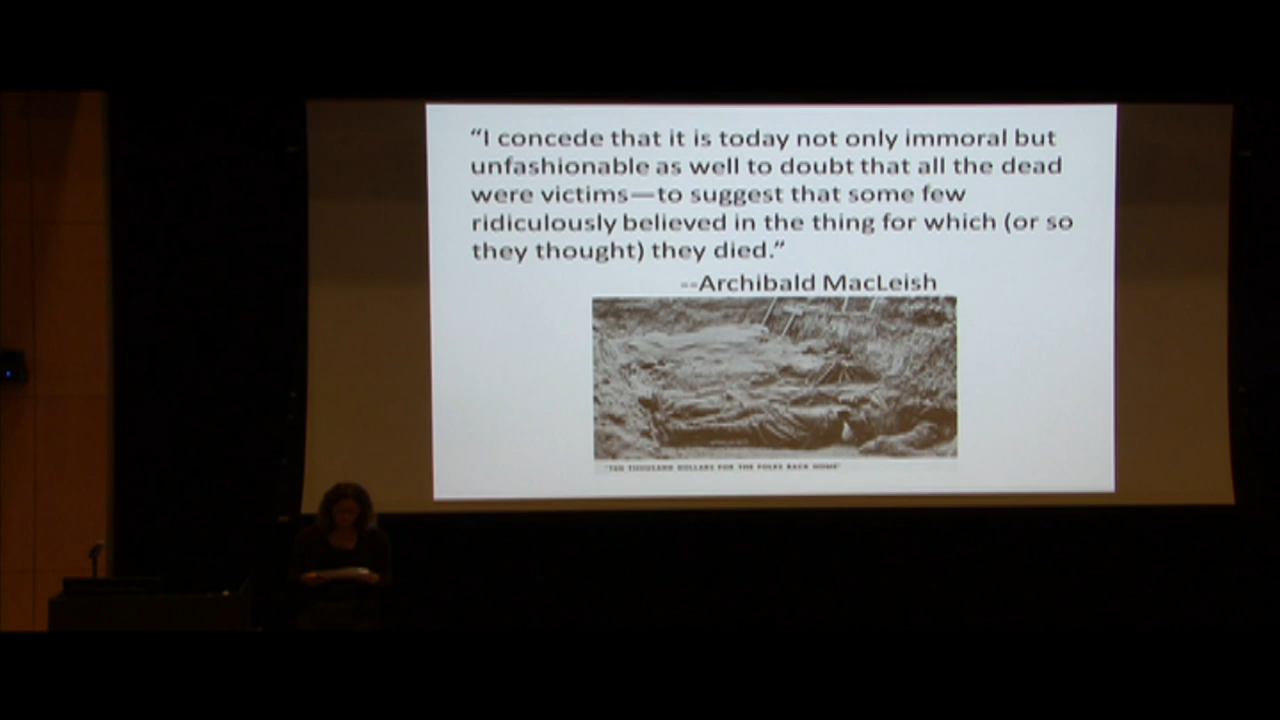 “I concede that it is today not only immoral but
unfashionable as well to doubt that all the dead
were victims—to suggest that some few
ridiculously believed in the thing for which (or so
they thought) they died.”
--Archibald MacLeish
"TEN THOUSAND DOLLARS FOR THE FOLKS BACK HOME"